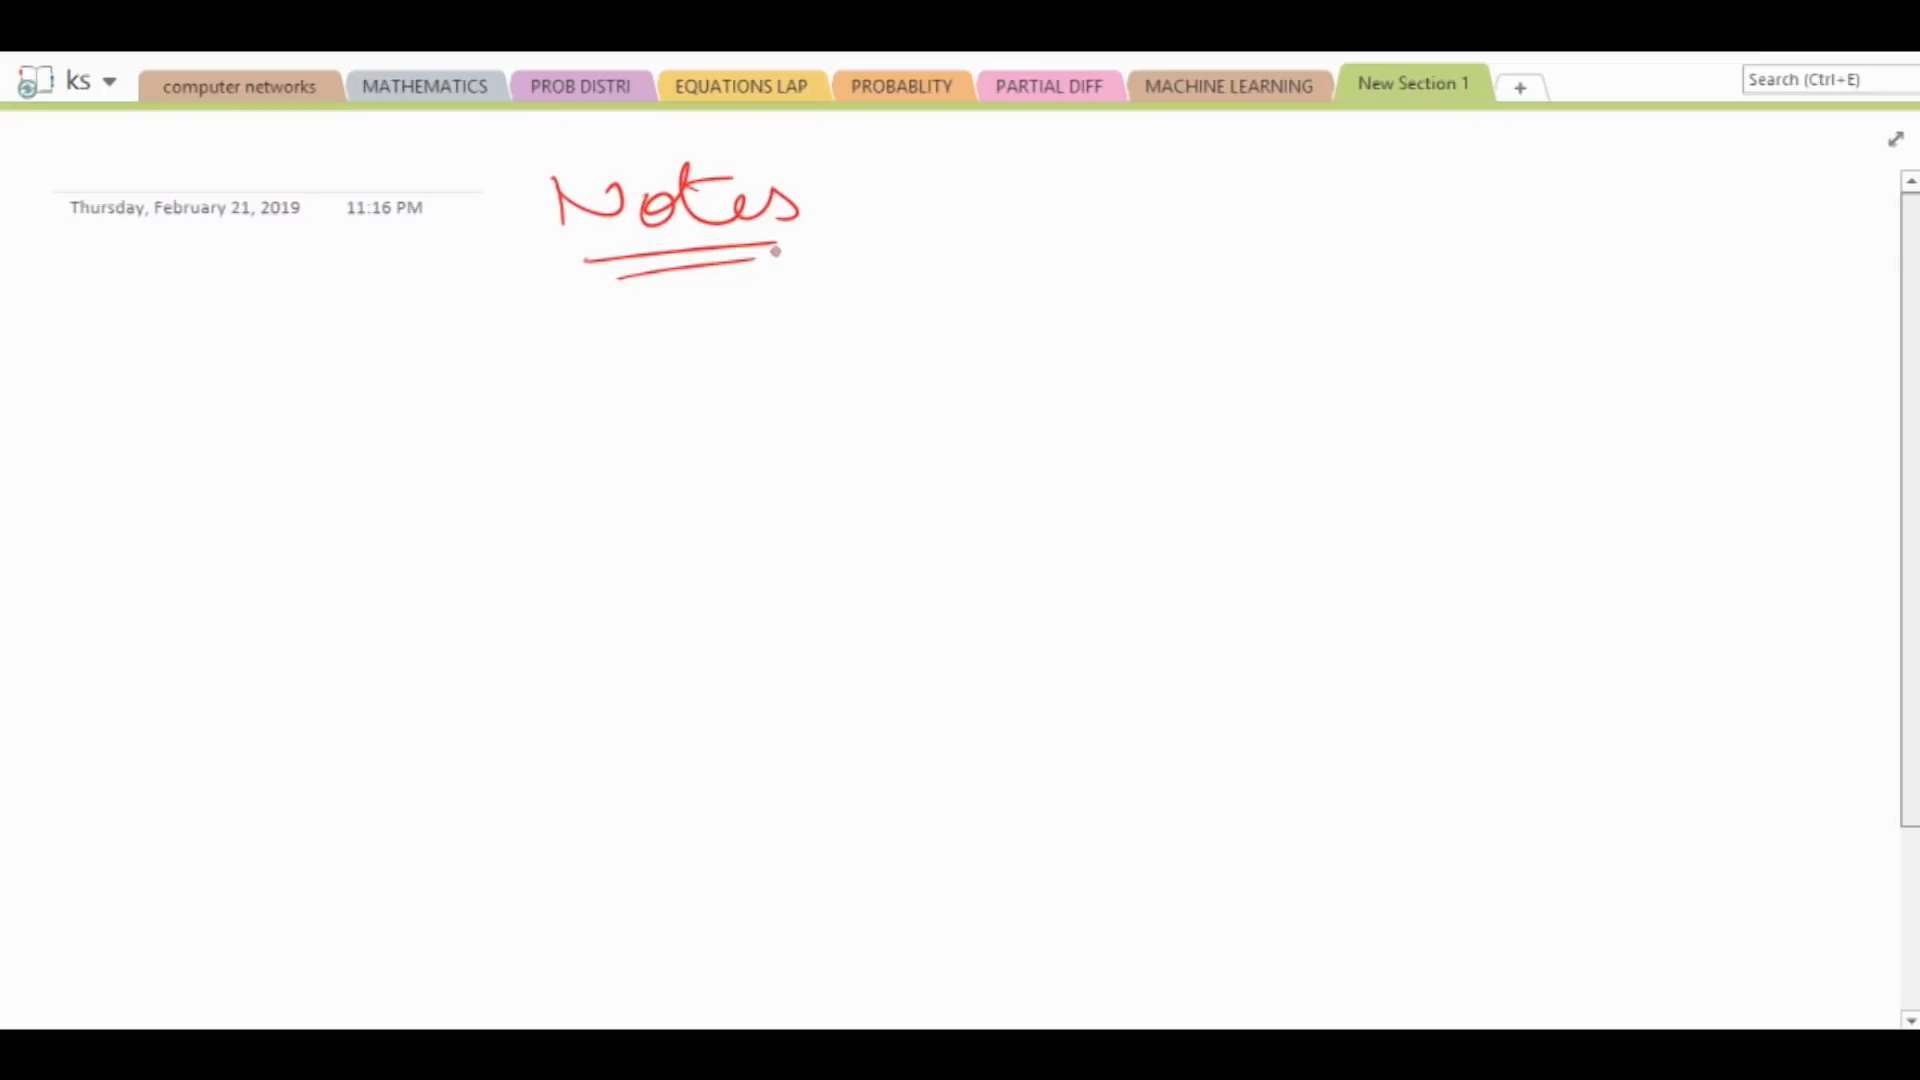 ks
computer networks
MATHEMATICS
PROB DISTRI
EQUATIONS LAP
PROBABLITY
PARTIAL DIFF
MACHINE LEARNING
New Section 1
+
Search (Ctrl+E)
Notes
Thursday, February 21, 2019 11:16 PM